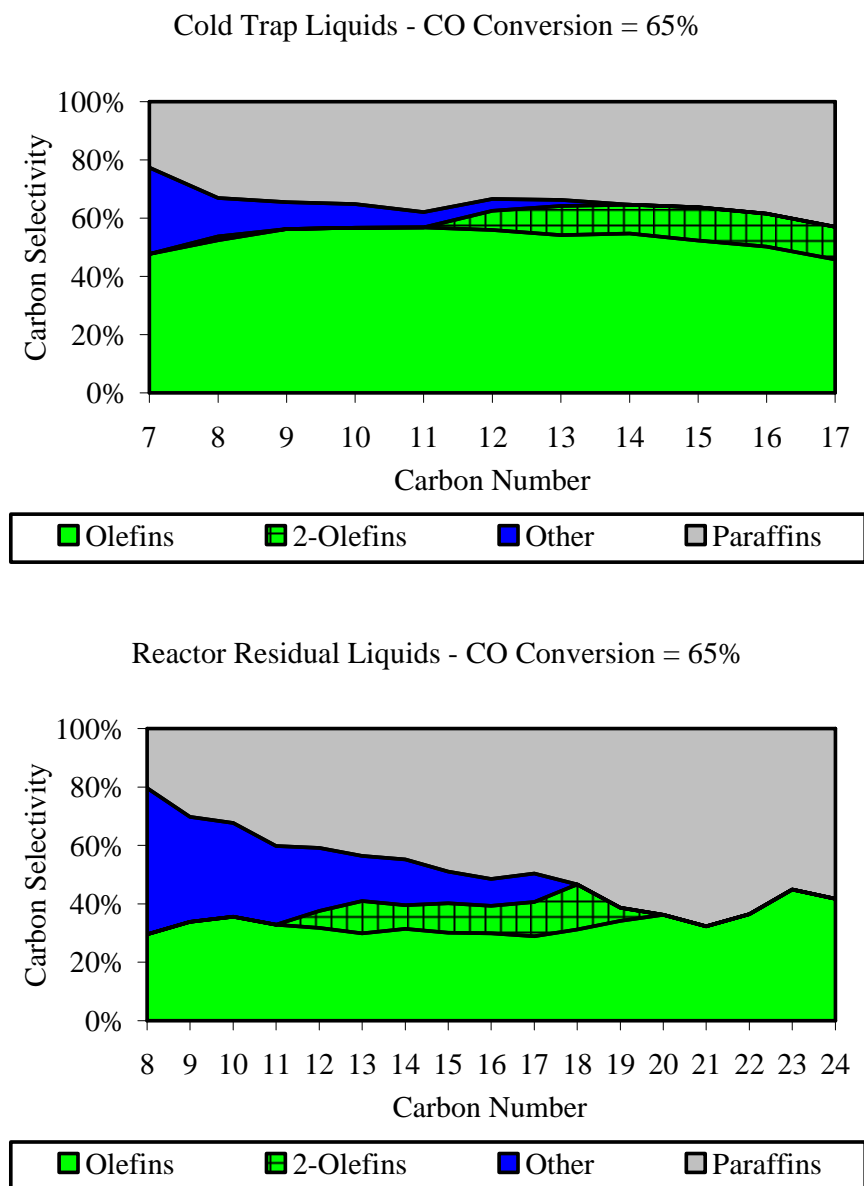 Cold Trap Liquids - CO Conversion = 65%
100%
80%
60%
40%
20%
0%
Carbon Selectivity
7 8 9 10 11 12 13 14 15 16 17
Carbon Number
Olefins 2-Olefins Other Paraffins
Reactor Residual Liquids - CO Conversion = 65%
100%
80%
60%
40%
20%
0%
Carbon Selectivity
8 9 10 11 12 13 14 15 16 17 18 19 20 21 22 23 24
Carbon Number
Olefins 2-Olefins Other Paraffins